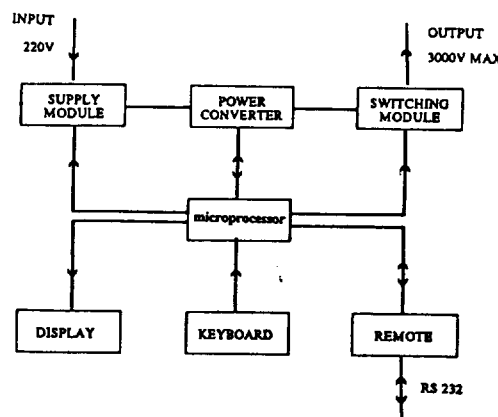 INPUT
220V
OUTPUT
3000V MAX
SUPPLY
MODULE
POWER
CONVERTER
SWITCHING
MODULE
microprocessor
DISPLAY
KEYBOARD
REMOTE
RS 232